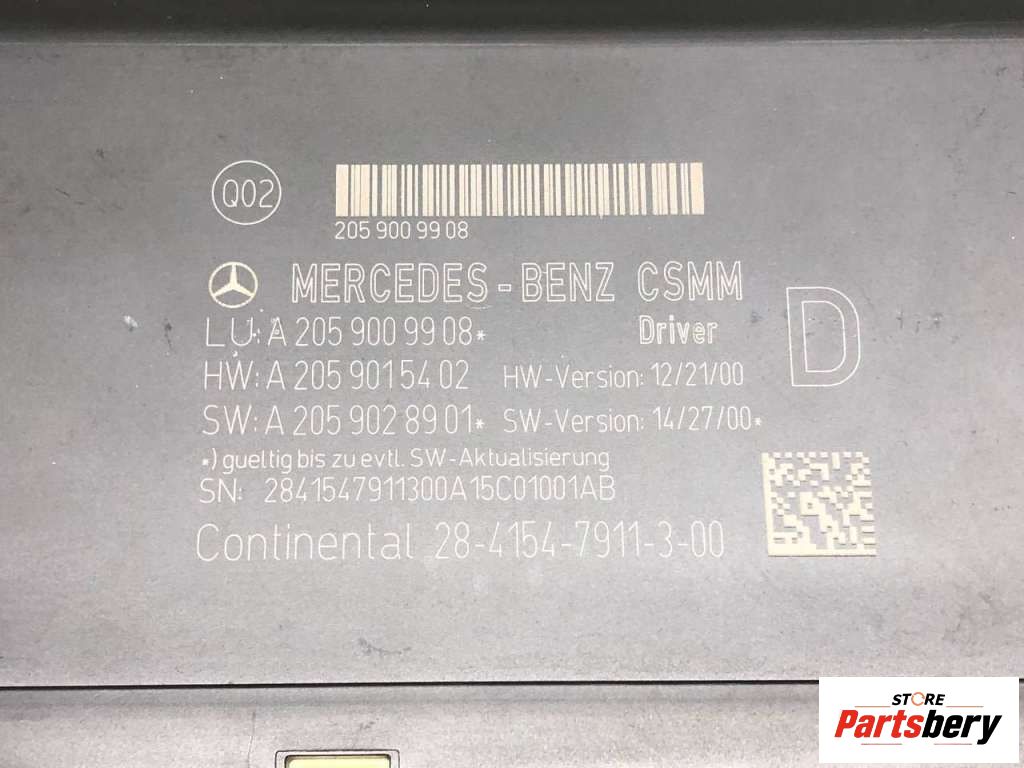 Q02
205 900 99 08
MERCEDES-BENZ CSMM
LU: A 205 900 99 08* Driver
D
HW: A 205 901 54 02 HW-Version: 12/21/00
SW: A 205 902 89 01* SW-Version: 14/27/00*
*) gueltig bis zu evtl. SW-Aktualisierung
SN: 2841547911300A15C01001AB
Continental 28-4154-7911-3-00
STORE
Partsbery